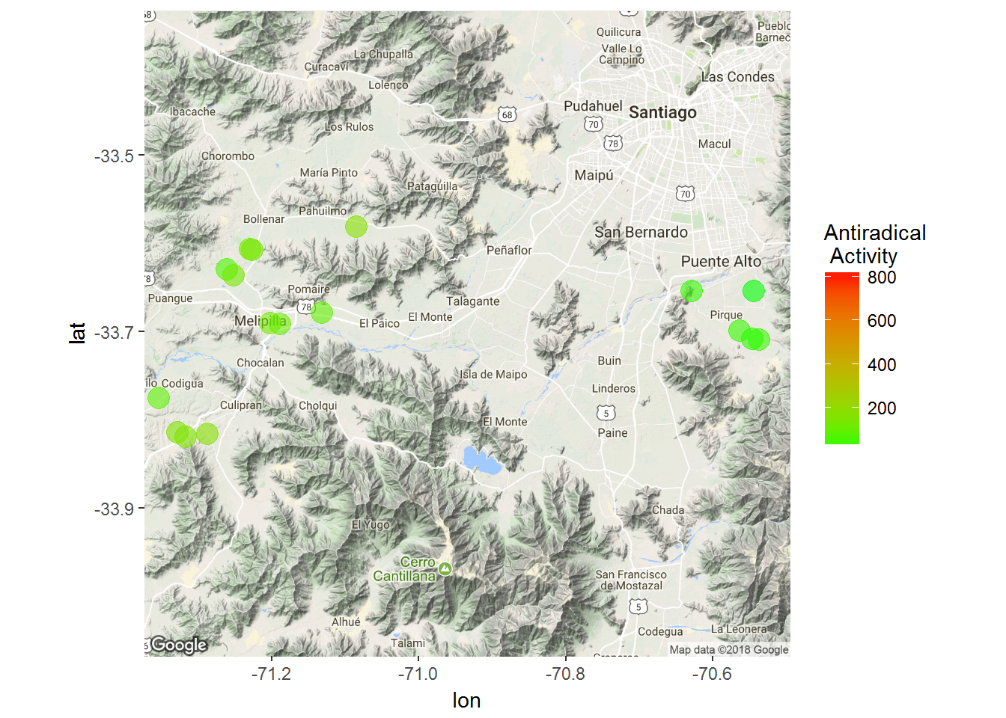 68
Quilicura
Pueblo
Barneć
Valle Lo
Campino
La Chupalla
Curacaví
Las Condes
Lolenco
Pudahuel
Santiago
Ibacache
68
70
Los Rulos
78
Macul
-33.5
Chorombo
María Pinto
Maipú
Pataguilla
70
Bollenar
Pahuilmo
San Bernardo
Antiradical
Activity
Peñaflor
Puente Alto
800
78
Pomaire
Puangue
78
Talagante
Pirque
600
Melipilla
El Paico
El Monte
-33.7
lat
Chocalan
Buin
400
Isla de Maipo
llo Codigua
Linderos
Culipran
Cholqui
5
200
El Monte
Paine
-33.9
Chada
El Yugo
Cerro
Cantillana
San Francisco
de Mostazal
5
Alhué
Codegua
La Leonera
Talami
Google
Map data ©2018 Google
-71.2
-71.0
-70.8
-70.6
lon